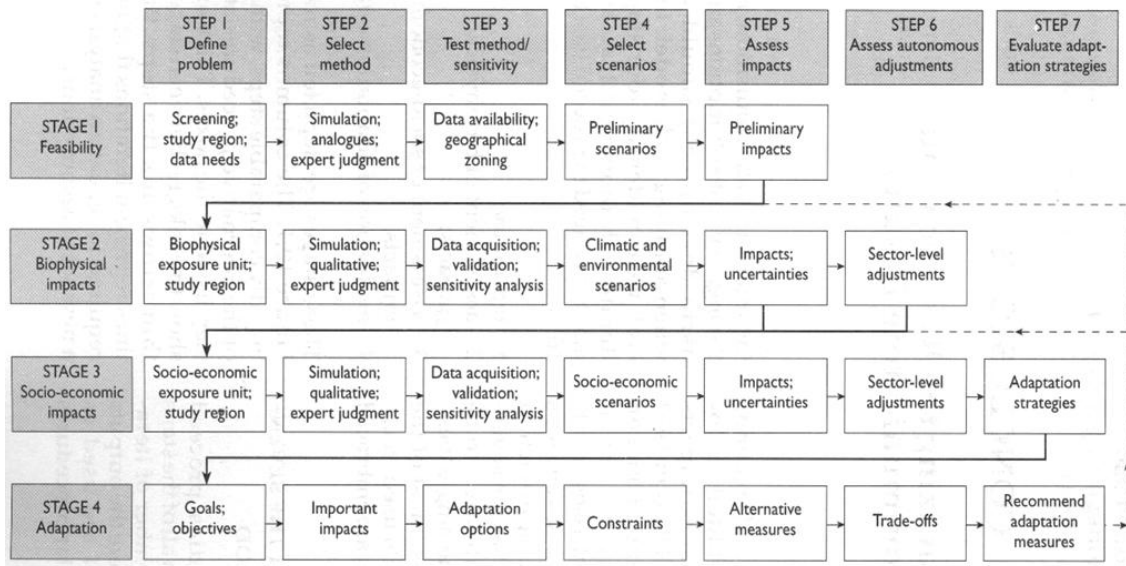 STEP 1
Define
problem
STEP 2
Select
method
STEP 3
Test method/
sensitivity
STEP 4
Select
scenarios
STEP 5
Assess
impacts
STEP 6
Assess autonomous
adjustments
STEP 7
Evaluate adapt-
ation strategies
STAGE 1
Feasibility
Screening;
study region;
data needs
Simulation;
analogues;
expert judgment
Data availability;
geographical
zoning
Preliminary
scenarios
Preliminary
impacts
STAGE 2
Biophysical
impacts
Biophysical
exposure unit;
study region
Simulation;
qualitative;
expert judgment
Data acquisition;
validation;
sensitivity analysis
Climatic and
environmental
scenarios
Impacts;
uncertainties
Sector-level
adjustments
STAGE 3
Socio-economic
impacts
Socio-economic
exposure unit;
study region
Simulation;
qualitative;
expert judgment
Data acquisition;
validation;
sensitivity analysis
Socio-economic
scenarios
Impacts;
uncertainties
Sector-level
adjustments
Adaptation
strategies
STAGE 4
Adaptation
Goals;
objectives
Important
impacts
Adaptation
options
Constraints
Alternative
measures
Trade-offs
Recommend
adaptation
measures